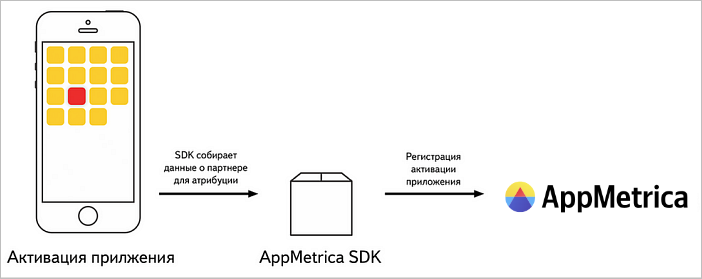 SDK собирает
данные о партнере
для атрибуции
Регистрация
активации
приложения
AppMetrica
Активация прилжения
AppMetrica SDK